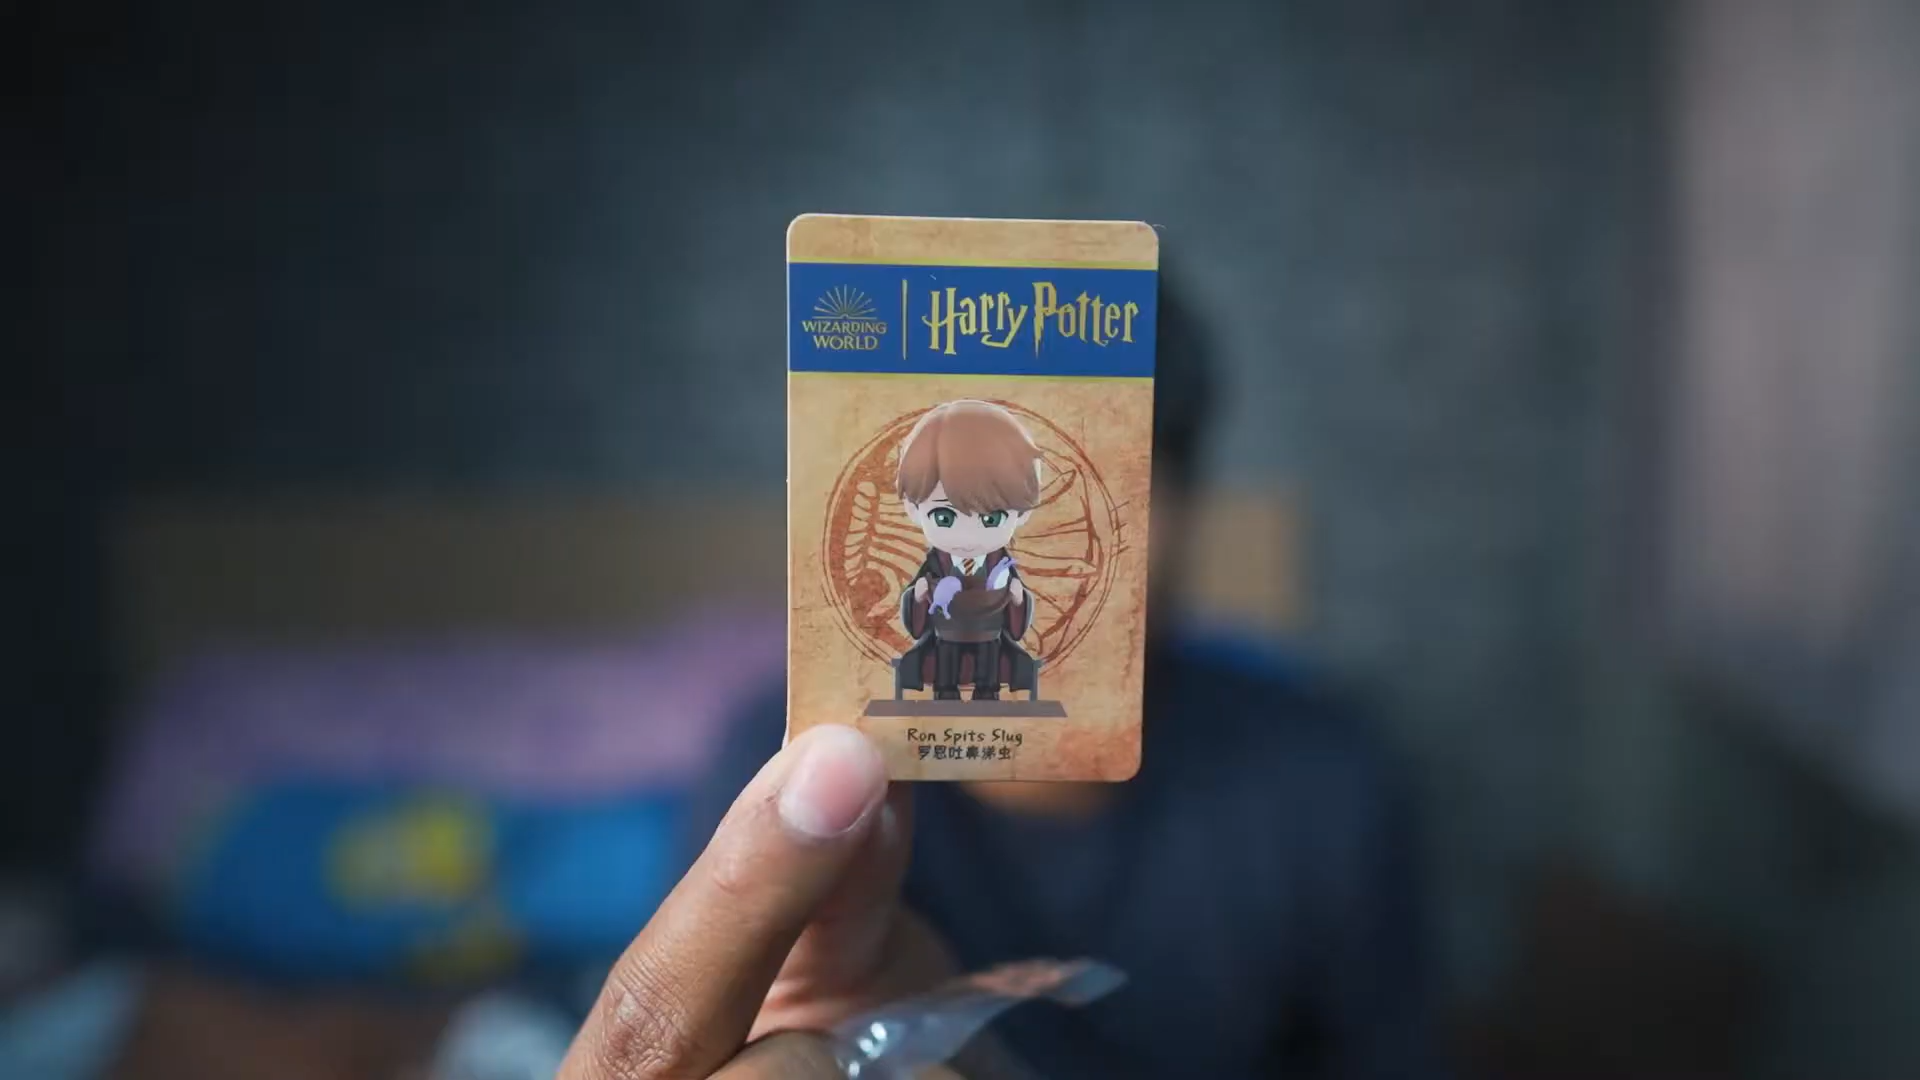 WIZARDING
WORLD
Harry Potter
Ron Spits Slug
罗恩吐鼻涕虫